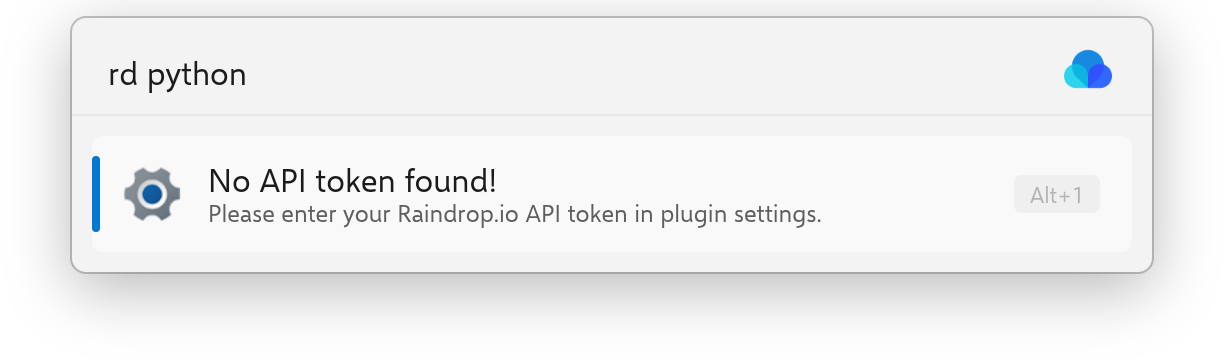 rd python
No API token found!
Please enter your Raindrop.io API token in plugin settings.
Alt+1